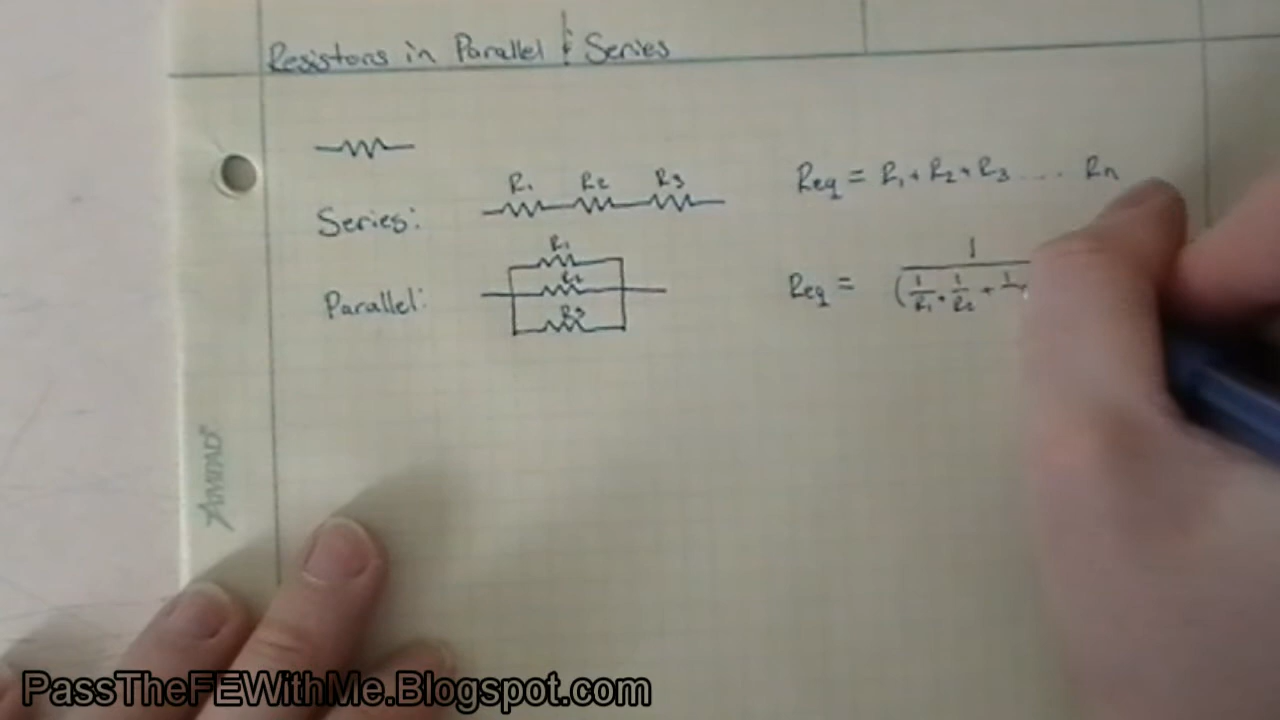 Resistors in Parallel & Series
Series:
R1 R2 R3
Req = R1 + R2 + R3 .... Rn
Parallel:
R1
R2
R3
Req = 1
( 1/R1 + 1/R2 + 1
AMPAD
PassTheFEWithMe.Blogspot.com